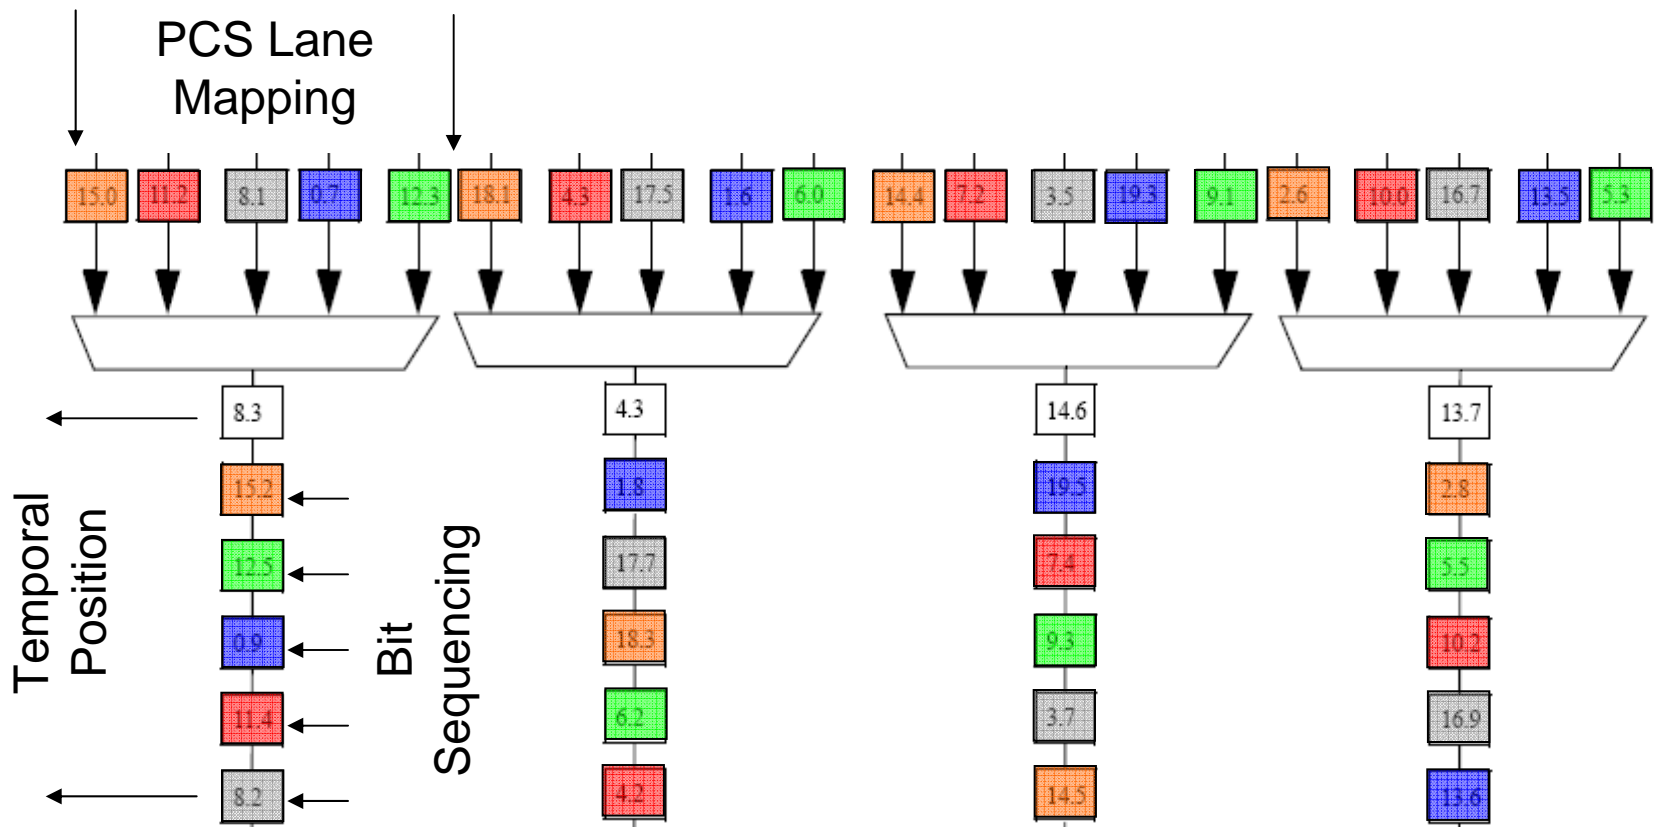 PCS Lane
Mapping
15.0 11.2 8.1 0.7 12.3 18.1 4.3 17.5 1.6 6.0 14.4 7.2 3.5 19.3 9.1 2.6 10.0 16.7 13.5 5.3
8.3 4.3 14.6 13.7
15.2 1.8 19.5 2.8
12.5 17.7 7.4 5.5
0.9 18.3 9.3 10.2
11.4 6.2 3.7 16.9
8.2 4.2 14.5 13.6
Temporal
Position
Bit
Sequencing